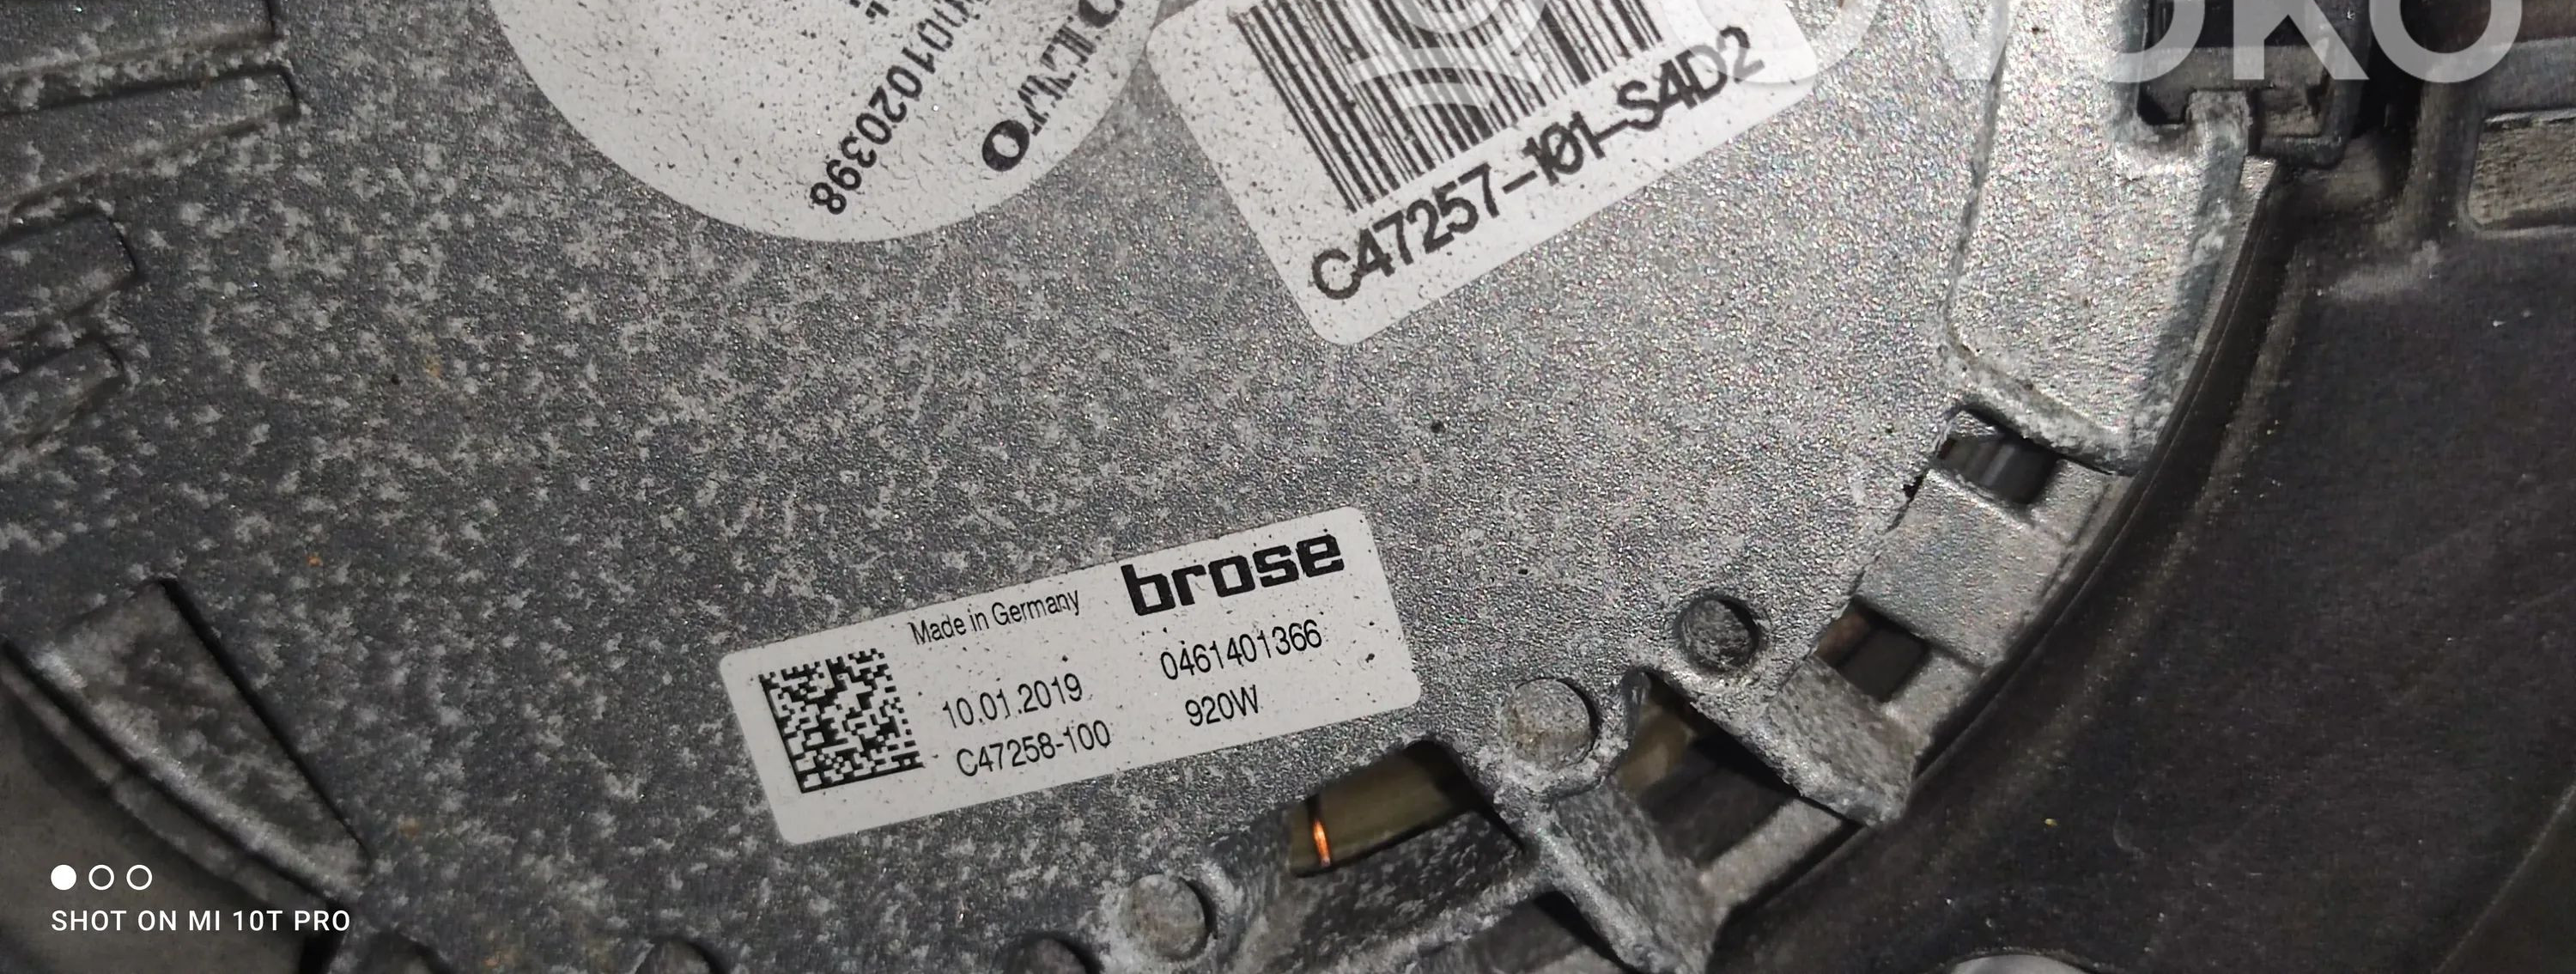 C47257-101-S4D2
brose
Made in Germany
0461401366
10.01.2019
920W
C47258-100
SHOT ON MI 10T PRO